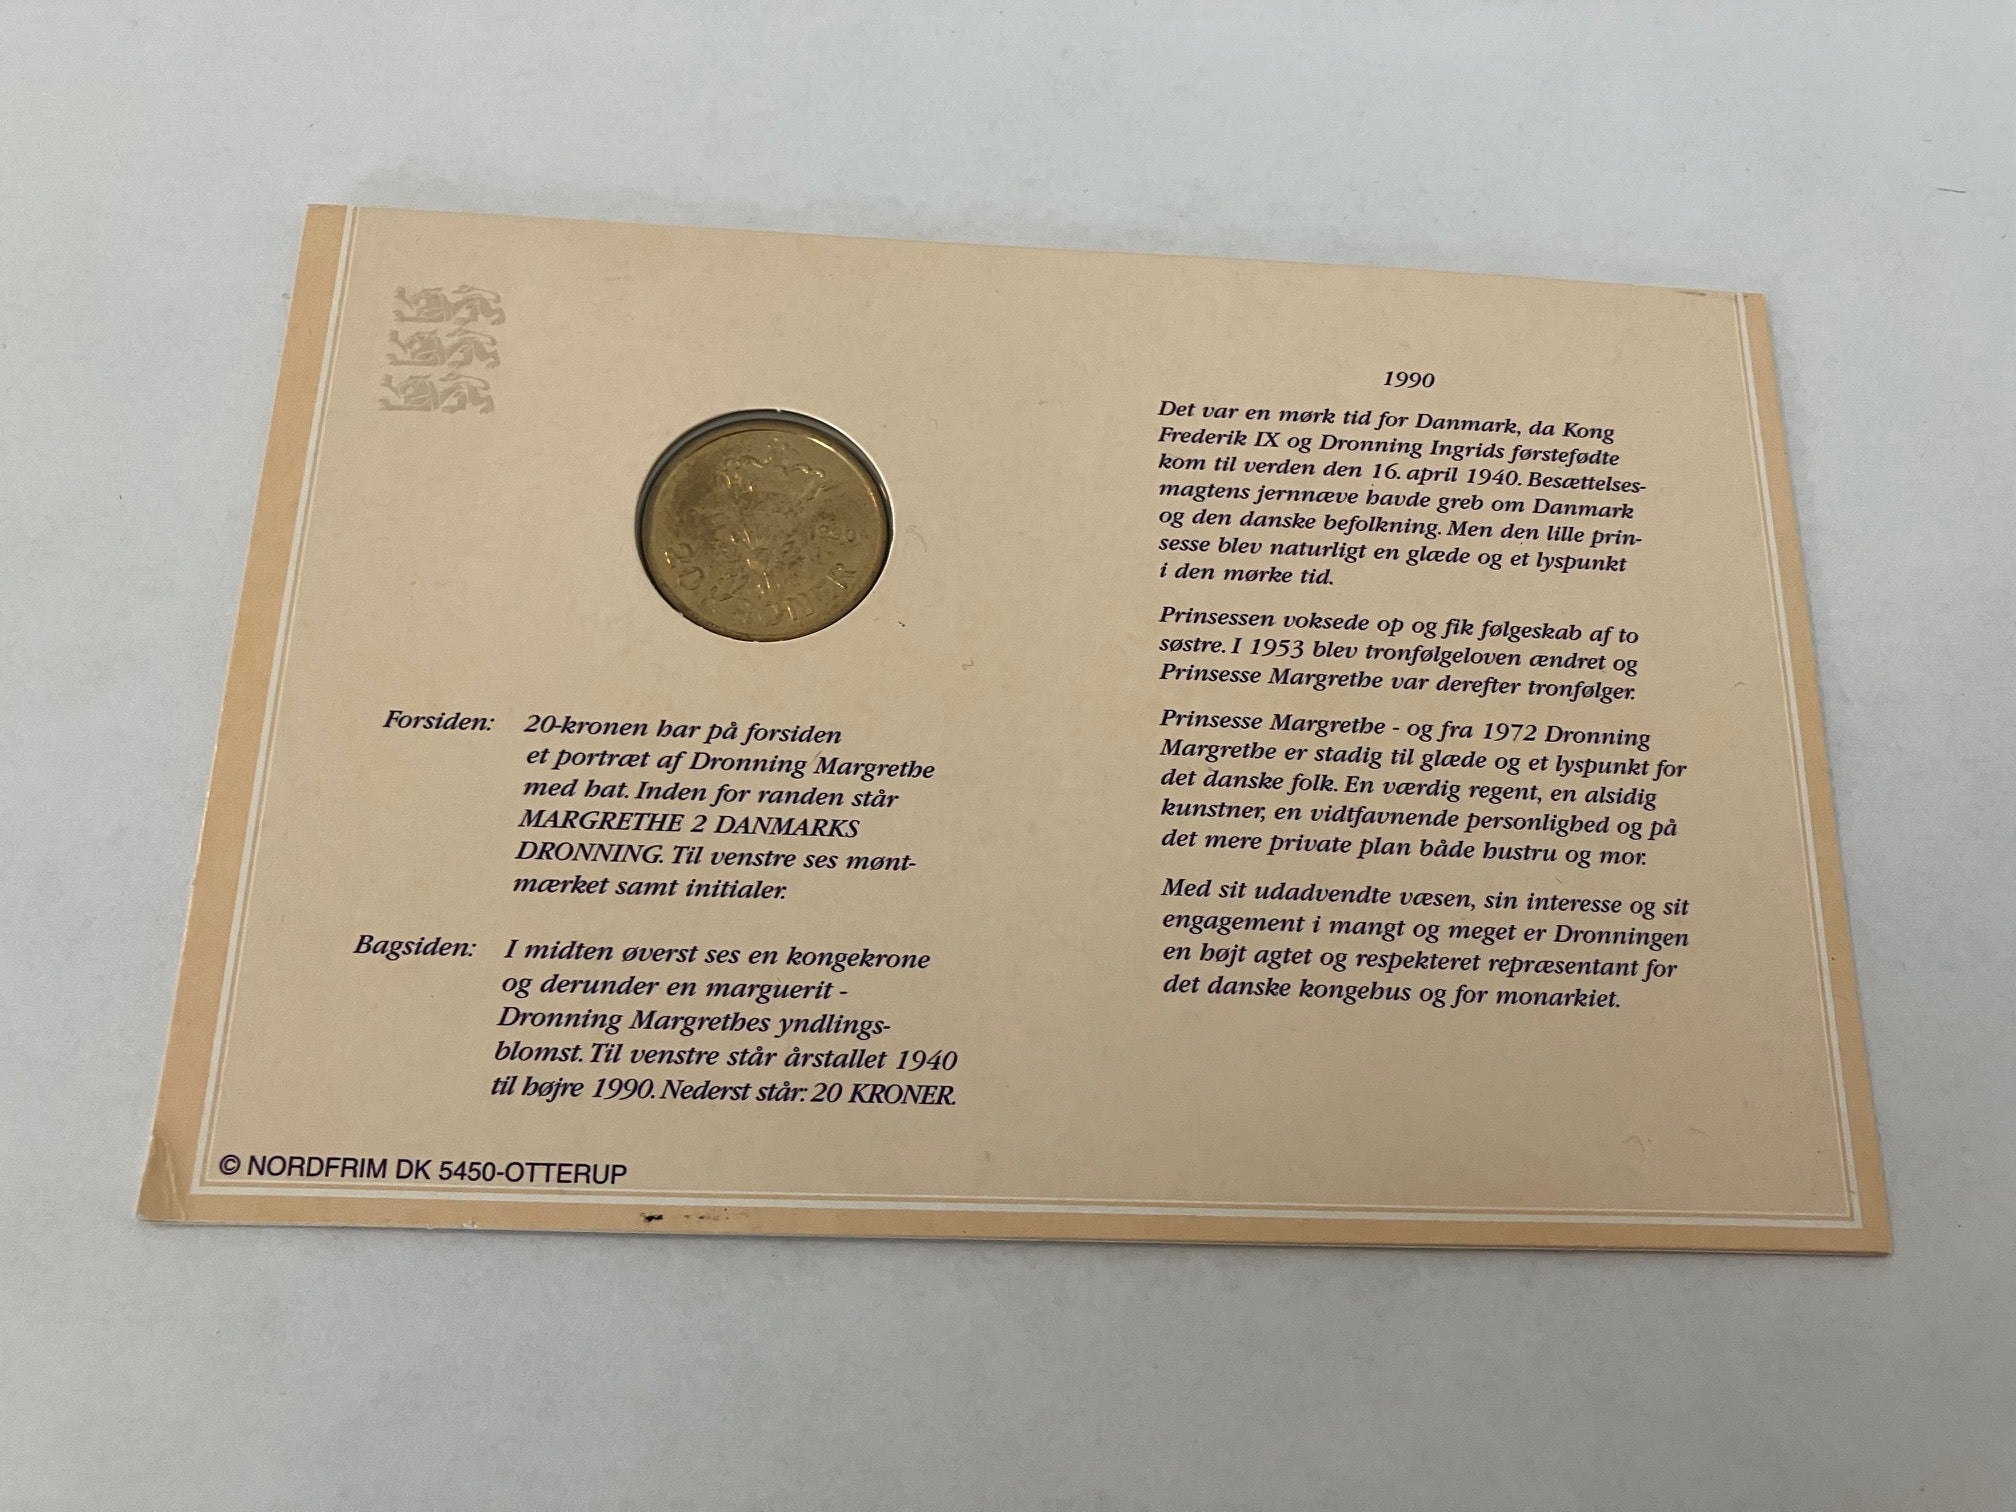 1990
KRONER
Forsiden: 20-kronen har på forsiden
et portræt af Dronning Margrethe
med hat. Inden for randen står
MARGRETHE 2 DANMARKS
DRONNING. Til venstre ses mønt-
mærket samt initialer.
Bagsiden: I midten øverst ses en kongekrone
og derunder en marguerit -
Dronning Margrethes yndlings-
blomst. Til venstre står årstallet 1940
til højre 1990. Nederst står: 20 KRONER.
© NORDFRIM DK 5450-OTTERUP
1990
Det var en mørk tid for Danmark, da Kong
Frederik IX og Dronning Ingrids førstefødte
kom til verden den 16. april 1940. Besættelses-
magtens jernnæve havde greb om Danmark
og den danske befolkning. Men den lille prin-
sesse blev naturligt en glæde og et lyspunkt
i den mørke tid.
Prinsessen voksede op og fik følgeskab af to
søstre. I 1953 blev tronfølgeloven ændret og
Prinsesse Margrethe var derefter tronfølger.
Prinsesse Margrethe - og fra 1972 Dronning
Margrethe er stadig til glæde og et lyspunkt for
det danske folk. En værdig regent, en alsidig
kunstner, en vidtfavnende personlighed og på
det mere private plan både hustru og mor.
Med sit udadvendte væsen, sin interesse og sit
engagement i mangt og meget er Dronningen
en højt agtet og respekteret repræsentant for
det danske kongehus og for monarkiet.